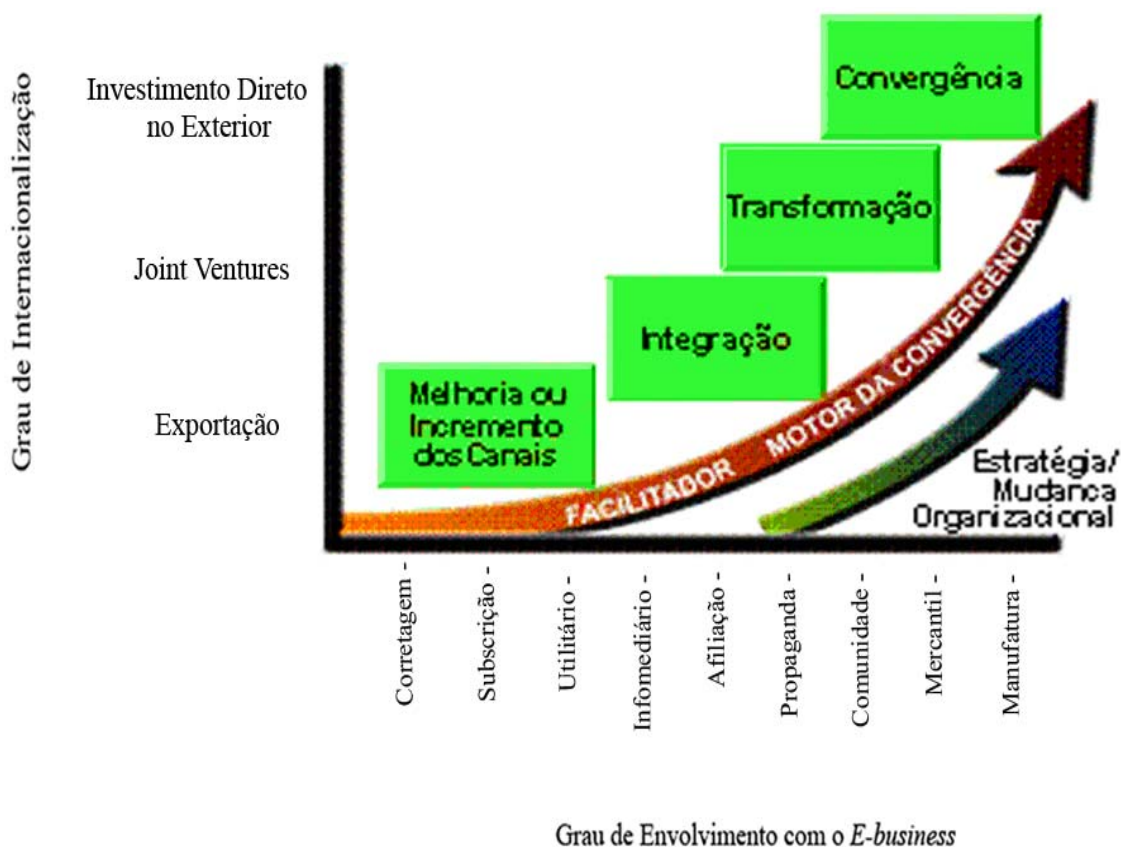 Grau de Internacionalização
Investimento Direto
no Exterior
Joint Ventures
Exportação
Convergência
Transformação
Integração
Melhoria ou
Incremento
dos Canais
FACILITADOR
MOTOR DA CONVERGÊNCIA
Estratégia/
Mudanca
Organizacional
Corretagem -
Subscrição -
Utilitário -
Infomediário -
Afiliação -
Propaganda -
Comunidade -
Mercantil -
Manufatura -
Grau de Envolvimento com o E-business